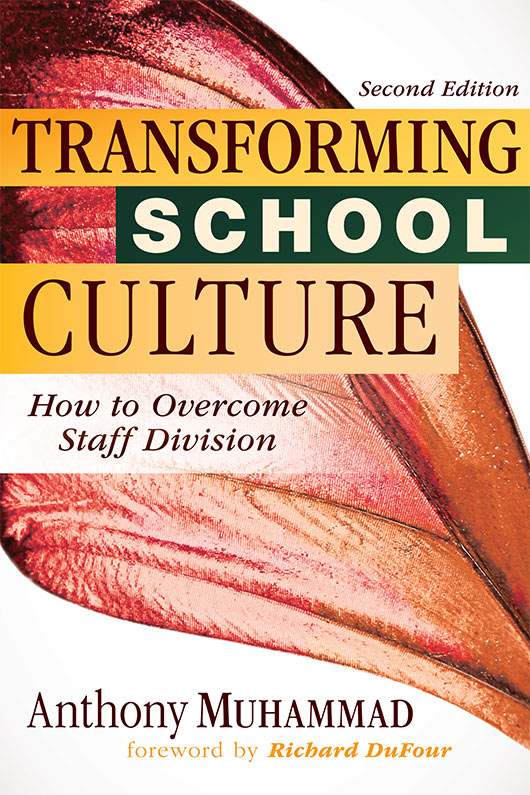 Second Edition
TRANSFORMING
SCHOOL
CULTURE
How to Overcome
Staff Division
Anthony MUHAMMAD
foreword by Richard DuFour